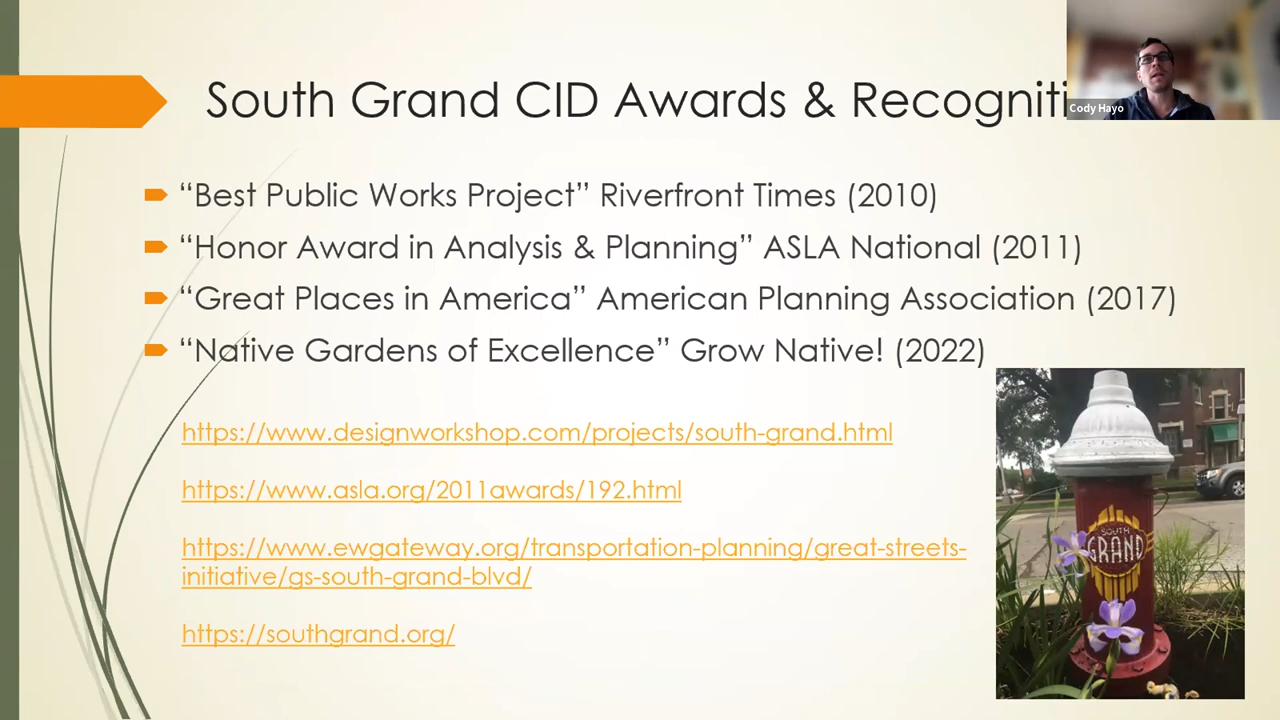 South Grand CID Awards & Recogniti
Cody Hayo
“Best Public Works Project” Riverfront Times (2010)
“Honor Award in Analysis & Planning” ASLA National (2011)
“Great Places in America” American Planning Association (2017)
“Native Gardens of Excellence” Grow Native! (2022)
https://www.designworkshop.com/projects/south-grand.html
https://www.asla.org/2011awards/192.html
https://www.ewgateway.org/transportation-planning/great-streets-
initiative/gs-south-grand-blvd/
https://southgrand.org/
SOUTH
GRAND